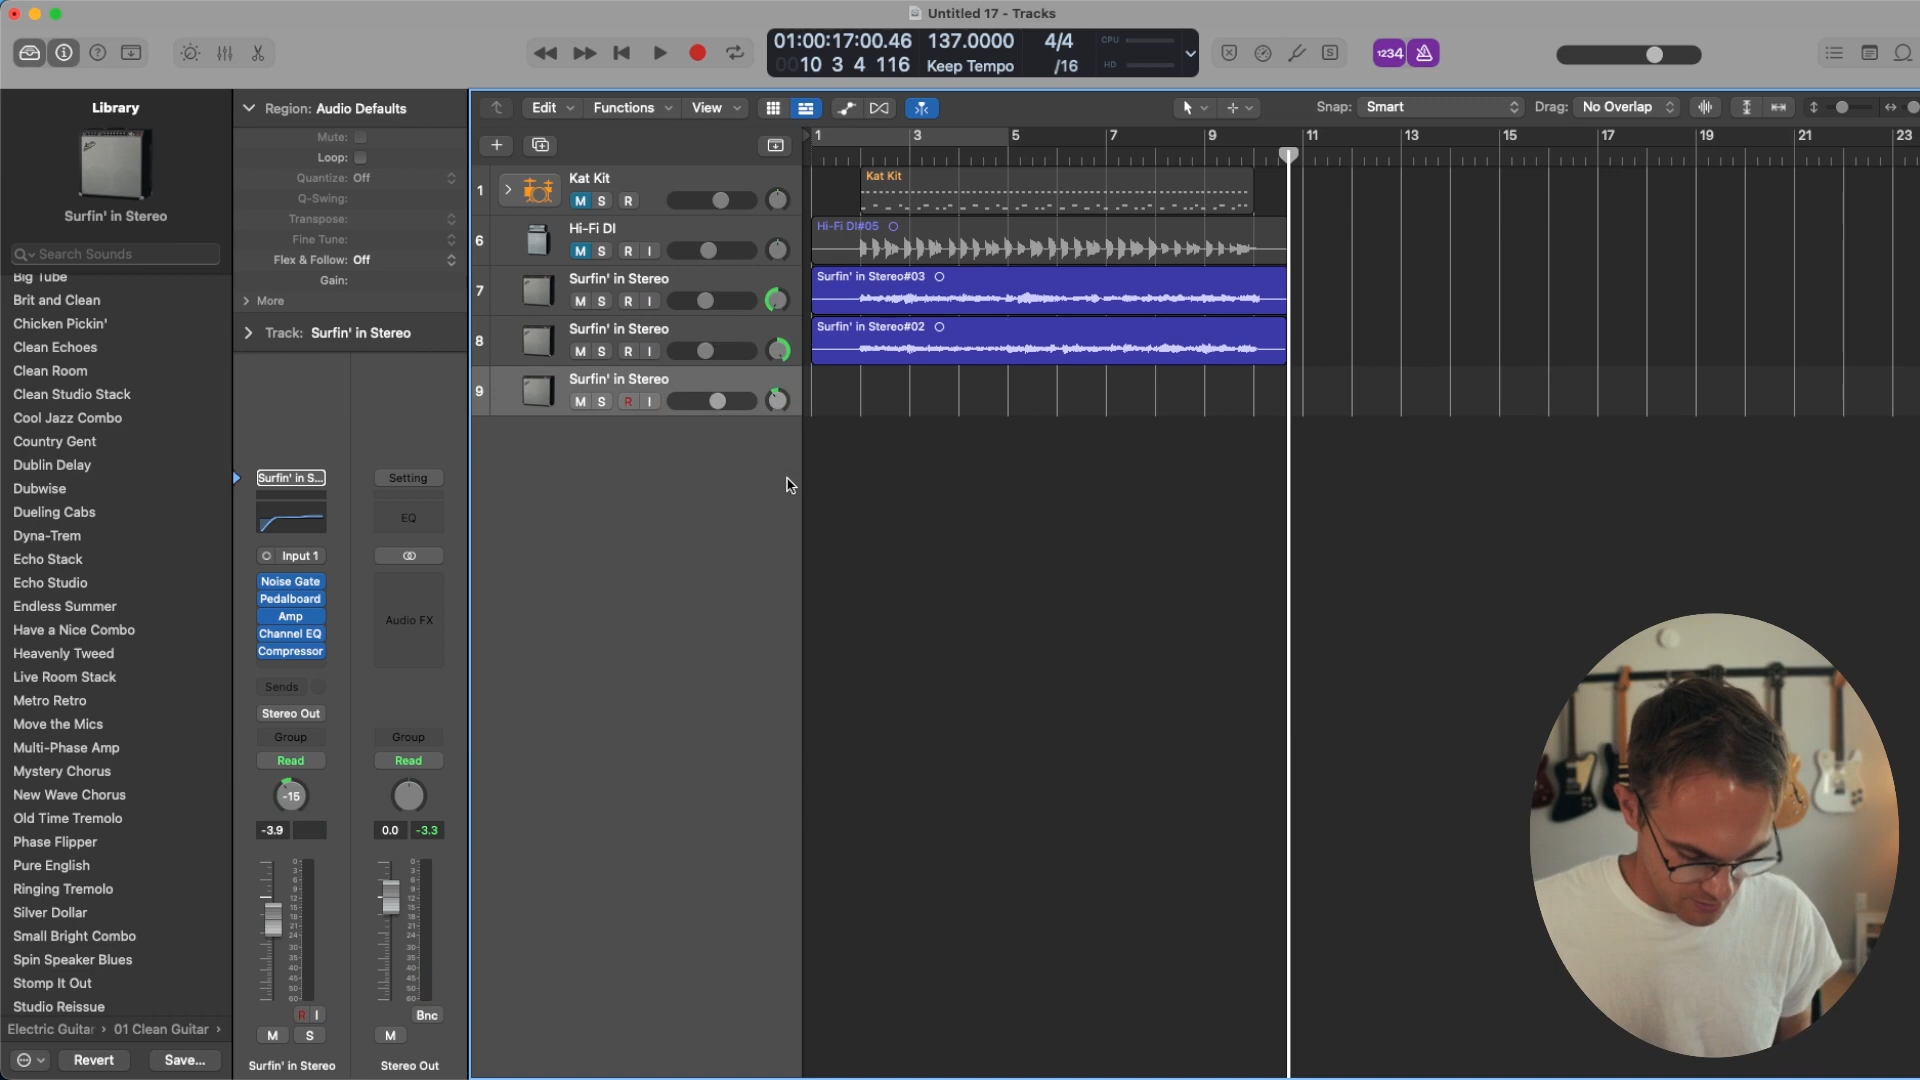 Untitled 17 - Tracks
01:00:17:00.46
0010 3 4 116
137.0000
Keep Tempo
4/4
/16
CPU
HD
S
1234
Library
Surfin' in Stereo
Search Sounds
Big Tube
Brit and Clean
Chicken Pickin'
Clean Echoes
Clean Room
Clean Studio Stack
Cool Jazz Combo
Country Gent
Dublin Delay
Dubwise
Dueling Cabs
Dyna-Trem
Echo Stack
Echo Studio
Endless Summer
Have a Nice Combo
Heavenly Tweed
Live Room Stack
Metro Retro
Move the Mics
Multi-Phase Amp
Mystery Chorus
New Wave Chorus
Old Time Tremolo
Phase Flipper
Pure English
Ringing Tremolo
Silver Dollar
Small Bright Combo
Spin Speaker Blues
Stomp It Out
Studio Reissue
Electric Guitar › 01 Clean Guitar ›
Revert
Save...
Region: Audio Defaults
Mute:
Loop:
Quantize: Off
Q-Swing:
Transpose:
Fine Tune:
Flex & Follow: Off
Gain:
More
Track: Surfin' in Stereo
Surfin' in S...
Input 1
Noise Gate
Pedalboard
Amp
Channel EQ
Compressor
Sends
Stereo Out
Group
Read
-15
-3.9
R I
M S
Surfin' in Stereo
Setting
EQ
Audio FX
Group
Read
0.0 -3.3
Bnc
M
Stereo Out
Edit
Functions
View
Snap: Smart
Drag: No Overlap
1 3 5 7 9 11 13 15 17 19 21 23
1
Kat Kit
M S R
6
Hi-Fi DI
M S R I
7
Surfin' in Stereo
M S R I
8
Surfin' in Stereo
M S R I
9
Surfin' in Stereo
M S R I
Kat Kit
Hi-Fi DI#05
Surfin' in Stereo#03
Surfin' in Stereo#02